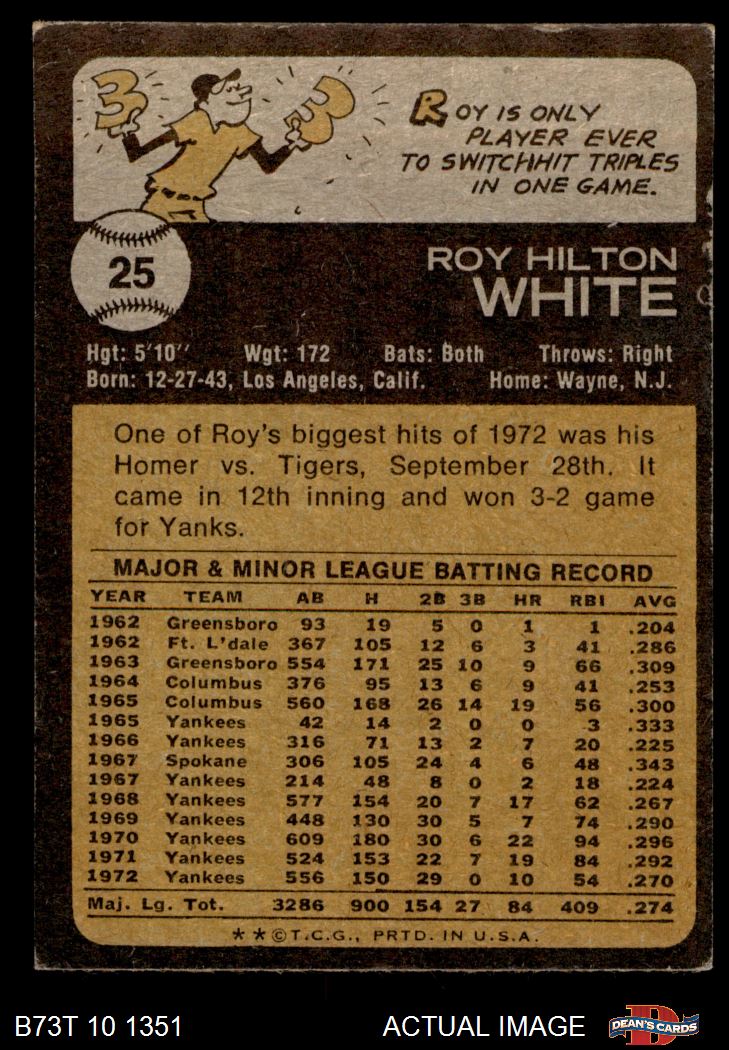 3 3
ROY IS ONLY
PLAYER EVER
TO SWITCHHIT TRIPLES
IN ONE GAME.
25
ROY HILTON
WHITE
Hgt: 5'10" Wgt: 172 Bats: Both Throws: Right
Born: 12-27-43, Los Angeles, Calif. Home: Wayne, N.J.
One of Roy's biggest hits of 1972 was his
Homer vs. Tigers, September 28th. It
came in 12th inning and won 3-2 game
for Yanks.
MAJOR & MINOR LEAGUE BATTING RECORD
YEAR TEAM AB H 2B 3B HR RBI AVG
1962 Greensboro 93 19 5 0 1 1 .204
1962 Ft. L'dale 367 105 12 6 3 41 .286
1963 Greensboro 554 171 25 10 9 66 .309
1964 Columbus 376 95 13 6 9 41 .253
1965 Columbus 560 168 26 14 19 56 .300
1965 Yankees 42 14 2 0 0 3 .333
1966 Yankees 316 71 13 2 7 20 .225
1967 Spokane 306 105 24 4 6 48 .343
1967 Yankees 214 48 8 0 2 18 .224
1968 Yankees 577 154 20 7 17 62 .267
1969 Yankees 448 130 30 5 7 74 .290
1970 Yankees 609 180 30 6 22 94 .296
1971 Yankees 524 153 22 7 19 84 .292
1972 Yankees 556 150 29 0 10 54 .270
Maj. Lg. Tot. 3286 900 154 27 84 409 .274
* * © T.C.G., PRTD. IN U.S.A.
B73T 10 1351 ACTUAL IMAGE D DEAN'S CARDS